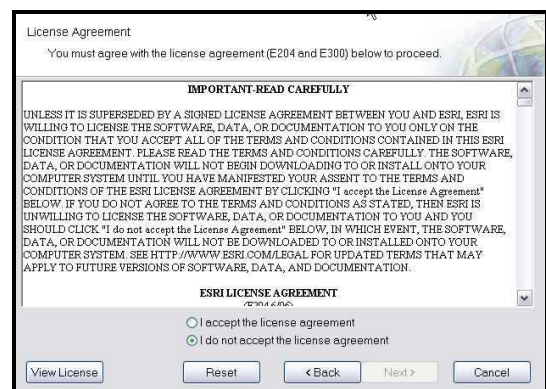 License Agreement
You must agree with the license agreement (E204 and E300) below to proceed.
IMPORTANT-READ CAREFULLY
UNLESS IT IS SUPERSEDED BY A SIGNED LICENSE AGREEMENT BETWEEN YOU AND ESRI, ESRI IS
WILLING TO LICENSE THE SOFTWARE, DATA, OR DOCUMENTATION TO YOU ONLY ON THE
CONDITION THAT YOU ACCEPT ALL OF THE TERMS AND CONDITIONS CONTAINED IN THIS ESRI
LICENSE AGREEMENT. PLEASE READ THE TERMS AND CONDITIONS CAREFULLY. THE SOFTWARE,
DATA, OR DOCUMENTATION WILL NOT BEGIN DOWNLOADING TO OR INSTALL ONTO YOUR
COMPUTER SYSTEM UNTIL YOU HAVE MANIFESTED YOUR ASSENT TO THE TERMS AND
CONDITIONS OF THE ESRI LICENSE AGREEMENT BY CLICKING "I accept the License Agreement"
BELOW. IF YOU DO NOT AGREE TO THE TERMS AND CONDITIONS AS STATED, THEN ESRI IS
UNWILLING TO LICENSE THE SOFTWARE, DATA, OR DOCUMENTATION TO YOU AND YOU
SHOULD CLICK "I do not accept the License Agreement" BELOW, IN WHICH EVENT, THE SOFTWARE,
DATA, OR DOCUMENTATION WILL NOT BE DOWNLOADED TO OR INSTALLED ONTO YOUR
COMPUTER SYSTEM. SEE HTTP://WWW.ESRI.COM/LEGAL FOR UPDATED TERMS THAT MAY
APPLY TO FUTURE VERSIONS OF SOFTWARE, DATA, AND DOCUMENTATION.
ESRI LICENSE AGREEMENT
(E204 6/06)
I accept the license agreement
I do not accept the license agreement
View License Reset < Back Next > Cancel